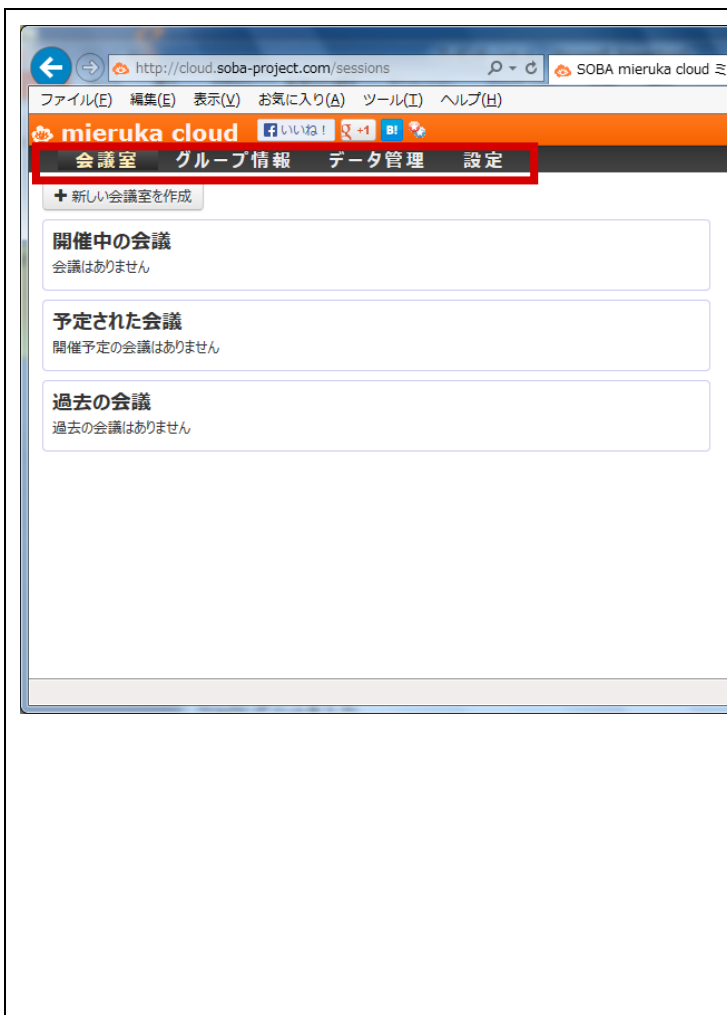 http://cloud.soba-project.com/sessions
SOBA mieruka cloud ミ
ファイル(F) 編集(E) 表示(V) お気に入り(A) ツール(T) ヘルプ(H)
mieruka cloud いいね! +1 B!
会議室 グループ情報 データ管理 設定
新しい会議室を作成
開催中の会議
会議はありません
予定された会議
開催予定の会議はありません
過去の会議
過去の会議はありません